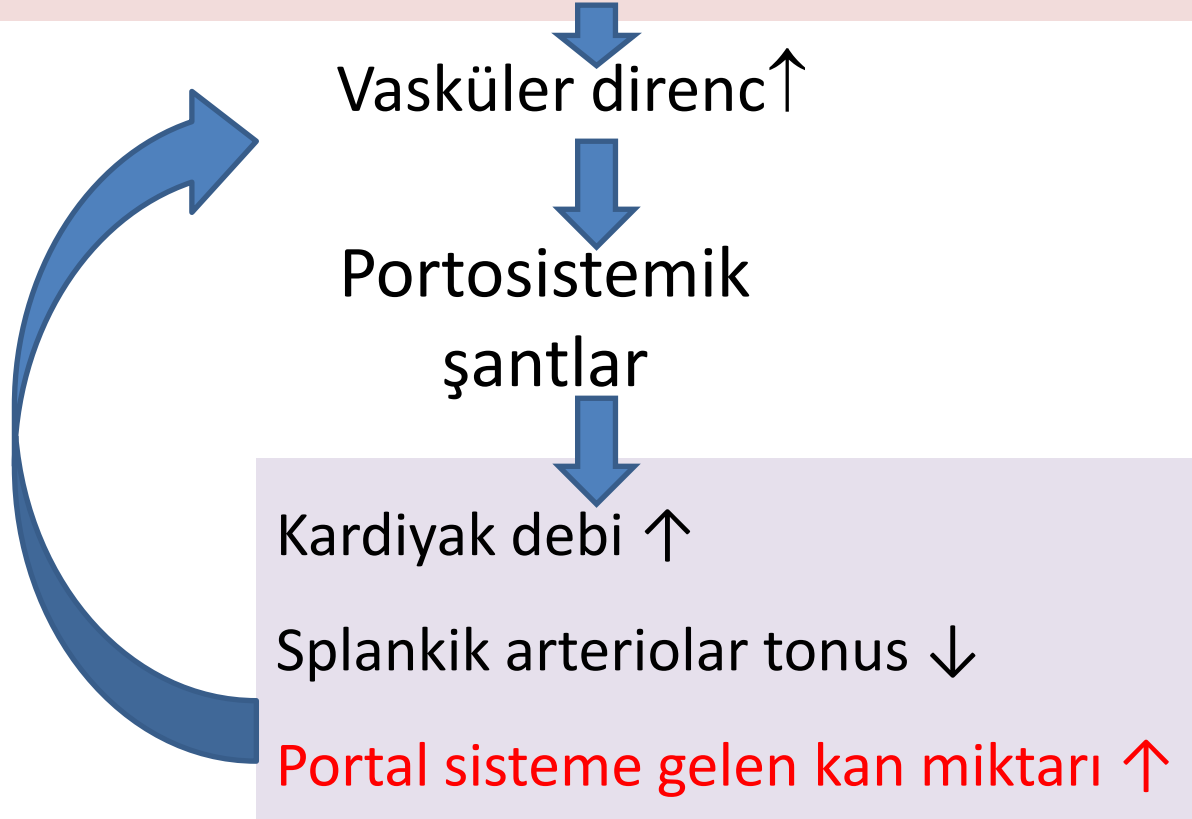 Vasküler direnc↑
Portosistemik
şantlar
Kardiyak debi ↑
Splankik arteriolar tonus ↓
Portal sisteme gelen kan miktarı ↑